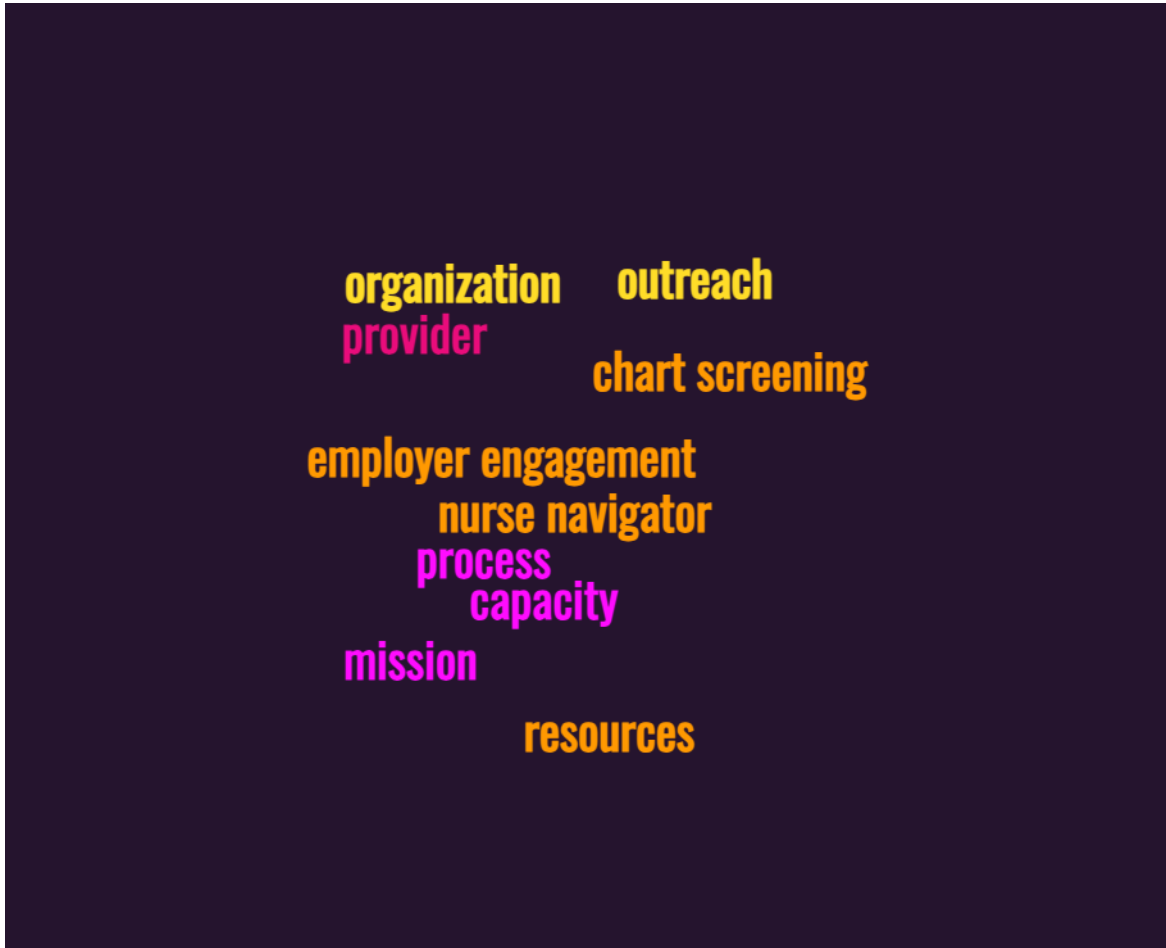 organization
outreach
provider
chart screening
employer engagement
nurse navigator
process
capacity
mission
resources